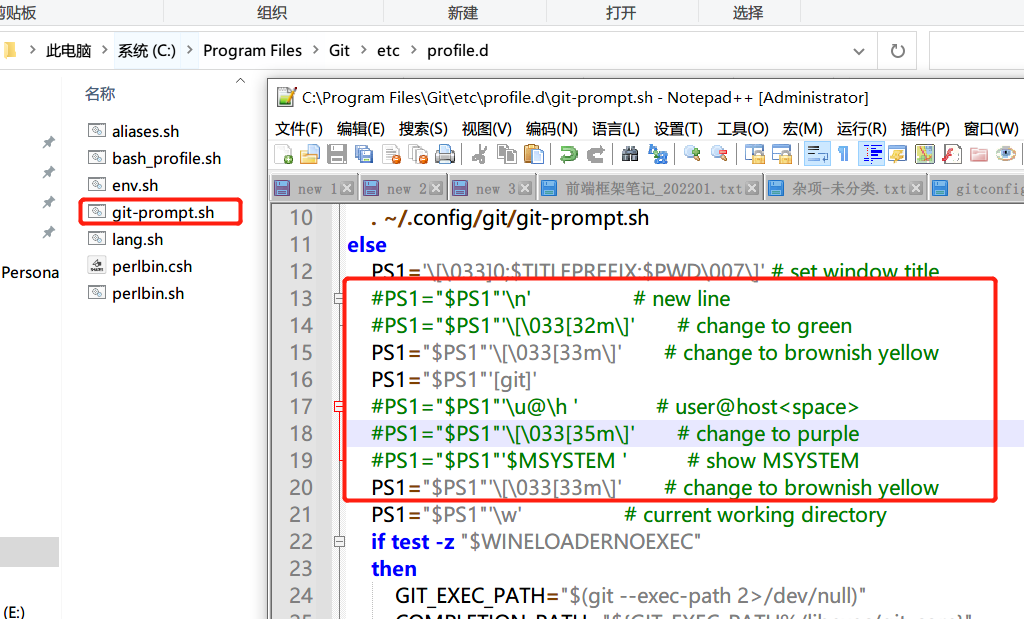 剪贴板 组织 新建 打开 选择
此电脑 系统 (C:) Program Files Git etc profile.d
名称
aliases.sh
bash_profile.sh
env.sh
git-prompt.sh
lang.sh
perlbin.csh
perlbin.sh
Persona
(E:)
C:\Program Files\Git\etc\profile.d\git-prompt.sh - Notepad++ [Administrator]
文件(F) 编辑(E) 搜索(S) 视图(V) 编码(N) 语言(L) 设置(T) 工具(O) 宏(M) 运行(R) 插件(P) 窗口(W)
new 1 new 2 new 3 前端框架笔记_202201.txt 杂项-未分类.txt gitconfig
10 . ~/.config/git/git-prompt.sh
11 else
12 PS1='\[\033]0;$TITLEPREFIX:$PWD\007\]' # set window title
13 #PS1="$PS1"'\n' # new line
14 #PS1="$PS1"'\[\033[32m\]' # change to green
15 PS1="$PS1"'\[\033[33m\]' # change to brownish yellow
16 PS1="$PS1"'[git]'
17 #PS1="$PS1"'\u@\h ' # user@host<space>
18 #PS1="$PS1"'\[\033[35m\]' # change to purple
19 #PS1="$PS1"'$MSYSTEM ' # show MSYSTEM
20 PS1="$PS1"'\[\033[33m\]' # change to brownish yellow
21 PS1="$PS1"'\w' # current working directory
22 if test -z "$WINELOADERNOEXEC"
23 then
24 GIT_EXEC_PATH="$(git --exec-path 2>/dev/null)"